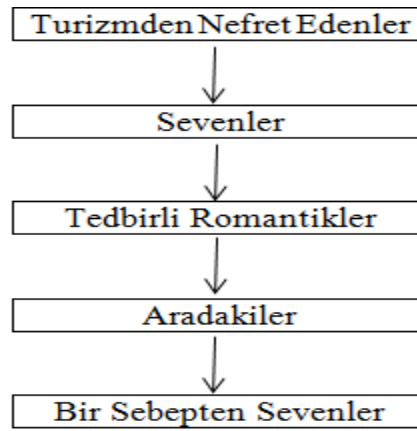 Turizmden Nefret Edenler
Sevenler
Tedbirli Romantikler
Aradakiler
Bir Sebepten Sevenler